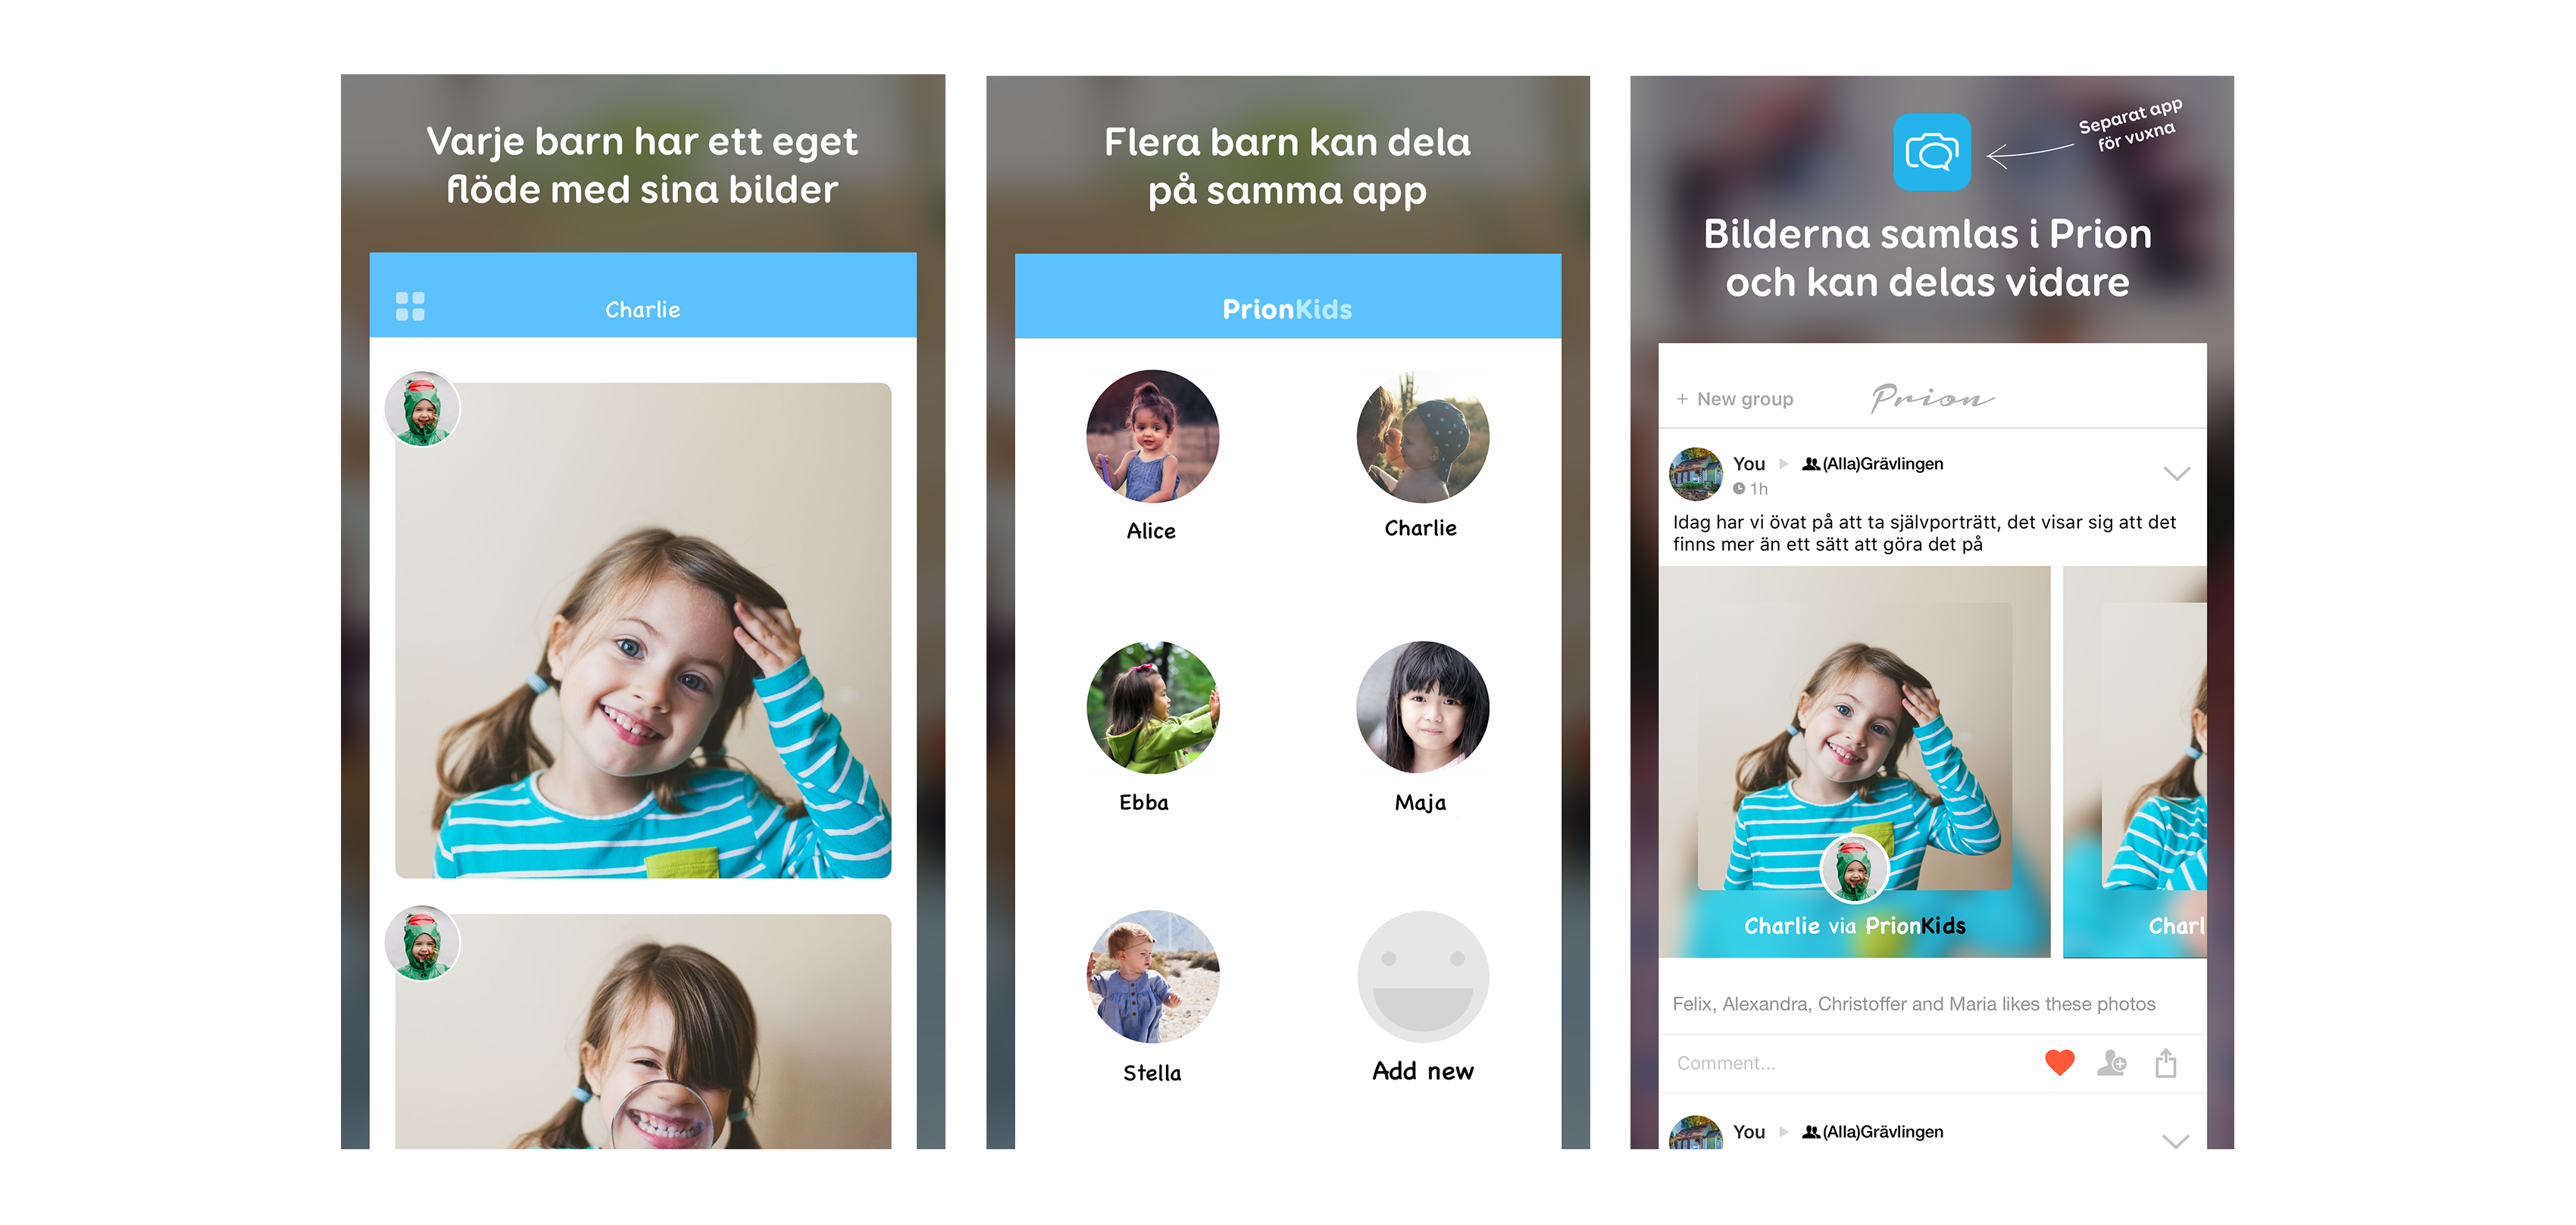 Varje barn har ett eget
flöde med sina bilder
Charlie
Flera barn kan dela
på samma app
PrionKids
Alice
Charlie
Ebba
Maja
Stella
Add new
Separat app
för vuxna
Bilderna samlas i Prion
och kan delas vidare
+ New group
Prion
You (Alla)Grävlingen
1h
Idag har vi övat på att ta självporträtt, det visar sig att det
finns mer än ett sätt att göra det på
Charlie via PrionKids
Charl
Felix, Alexandra, Christoffer and Maria likes these photos
Comment...
You (Alla)Grävlingen